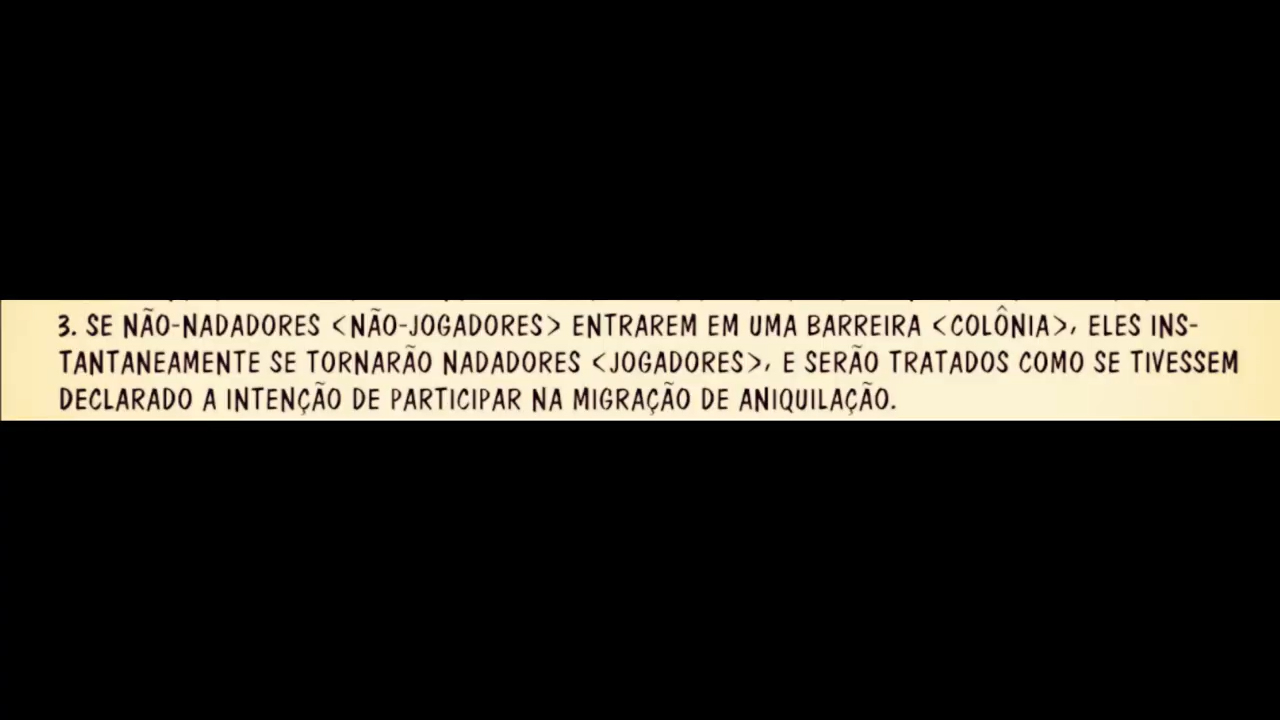 3. SE NÃO-NADADORES <NÃO-JOGADORES> ENTRAREM EM UMA BARREIRA <COLÔNIA>, ELES INS-
TANTANEAMENTE SE TORNARÃO NADADORES <JOGADORES>, E SERÃO TRATADOS COMO SE TIVESSEM
DECLARADO A INTENÇÃO DE PARTICIPAR NA MIGRAÇÃO DE ANIQUILAÇÃO.